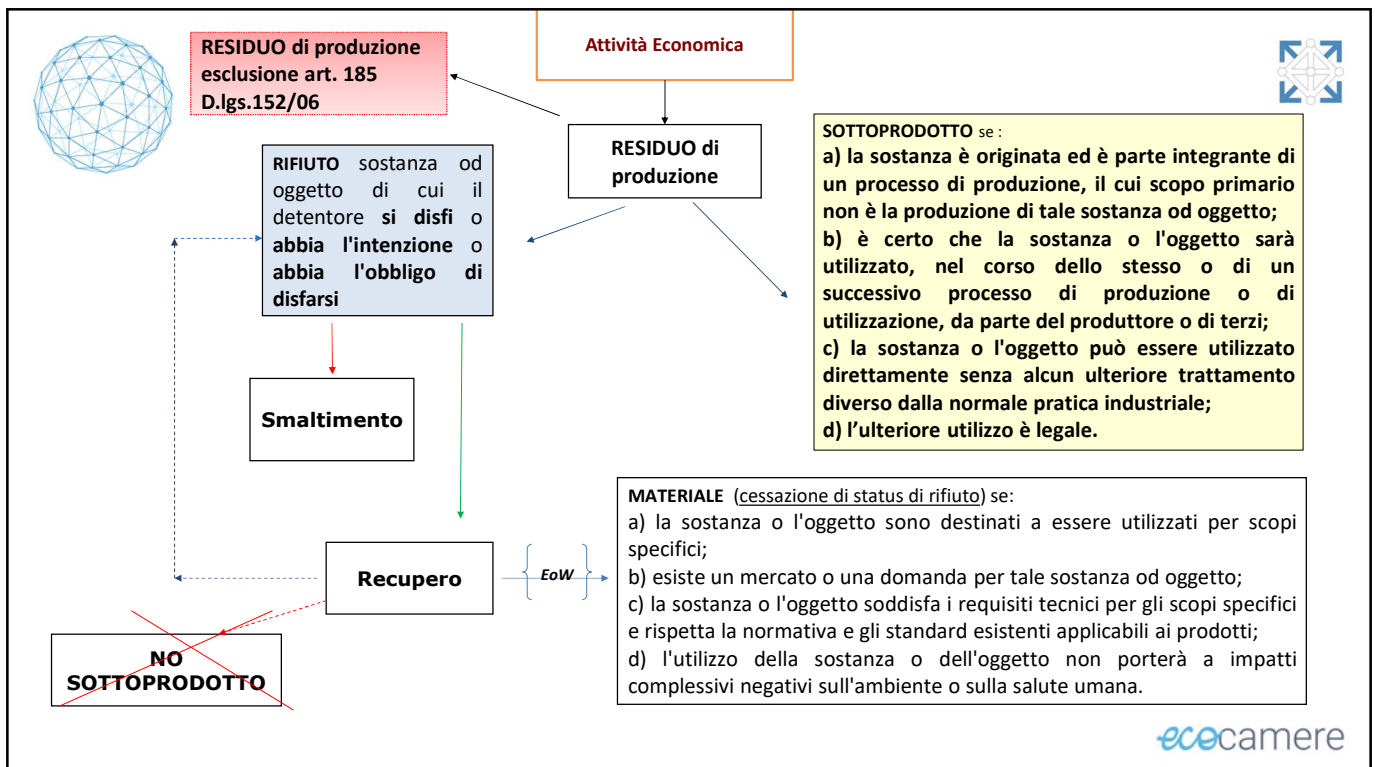 RESIDUO di produzione
esclusione art. 185
D.lgs.152/06
Attività Economica
RESIDUO di
produzione
RIFIUTO sostanza od
oggetto di cui il
detentore si disfi o
abbia l'intenzione o
abbia l'obbligo di
disfarsi
SOTTOPRODOTTO se :
a) la sostanza è originata ed è parte integrante di
un processo di produzione, il cui scopo primario
non è la produzione di tale sostanza od oggetto;
b) è certo che la sostanza o l'oggetto sarà
utilizzato, nel corso dello stesso o di un
successivo processo di produzione o di
utilizzazione, da parte del produttore o di terzi;
c) la sostanza o l'oggetto può essere utilizzato
direttamente senza alcun ulteriore trattamento
diverso dalla normale pratica industriale;
d) l’ulteriore utilizzo è legale.
Smaltimento
Recupero
EoW
MATERIALE (cessazione di status di rifiuto) se:
a) la sostanza o l'oggetto sono destinati a essere utilizzati per scopi
specifici;
b) esiste un mercato o una domanda per tale sostanza od oggetto;
c) la sostanza o l'oggetto soddisfa i requisiti tecnici per gli scopi specifici
e rispetta la normativa e gli standard esistenti applicabili ai prodotti;
d) l'utilizzo della sostanza o dell'oggetto non porterà a impatti
complessivi negativi sull'ambiente o sulla salute umana.
NO
SOTTOPRODOTTO
ecocamere